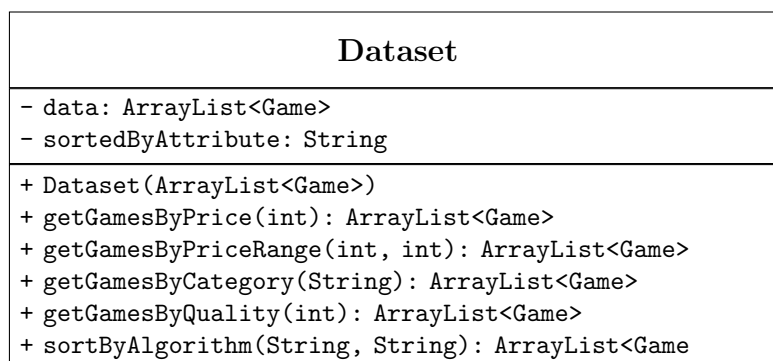 Dataset
- data: ArrayList<Game>
- sortedByAttribute: String
+ Dataset(ArrayList<Game>)
+ getGamesByPrice(int): ArrayList<Game>
+ getGamesByPriceRange(int, int): ArrayList<Game>
+ getGamesByCategory(String): ArrayList<Game>
+ getGamesByQuality(int): ArrayList<Game>
+ sortByAlgorithm(String, String): ArrayList<Game